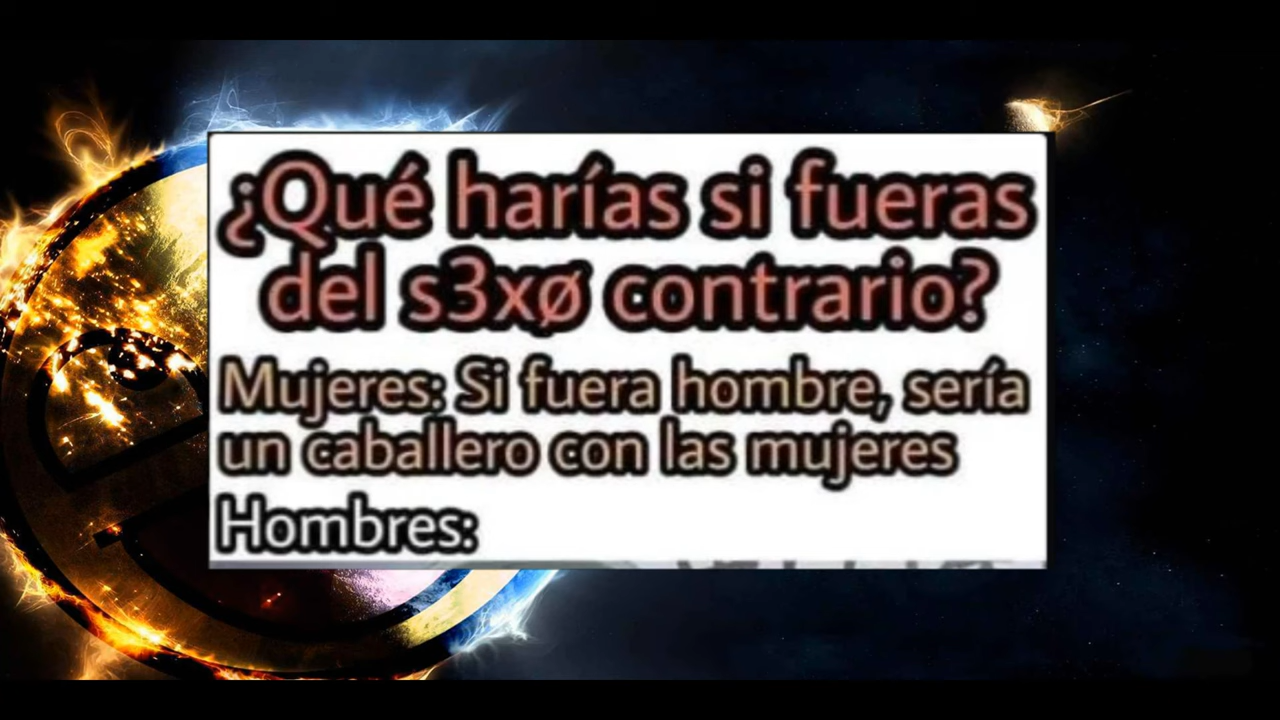 ¿Qué harías si fueras
del s3xø contrario?
Mujeres: Si fuera hombre, sería
un caballero con las mujeres
Hombres: